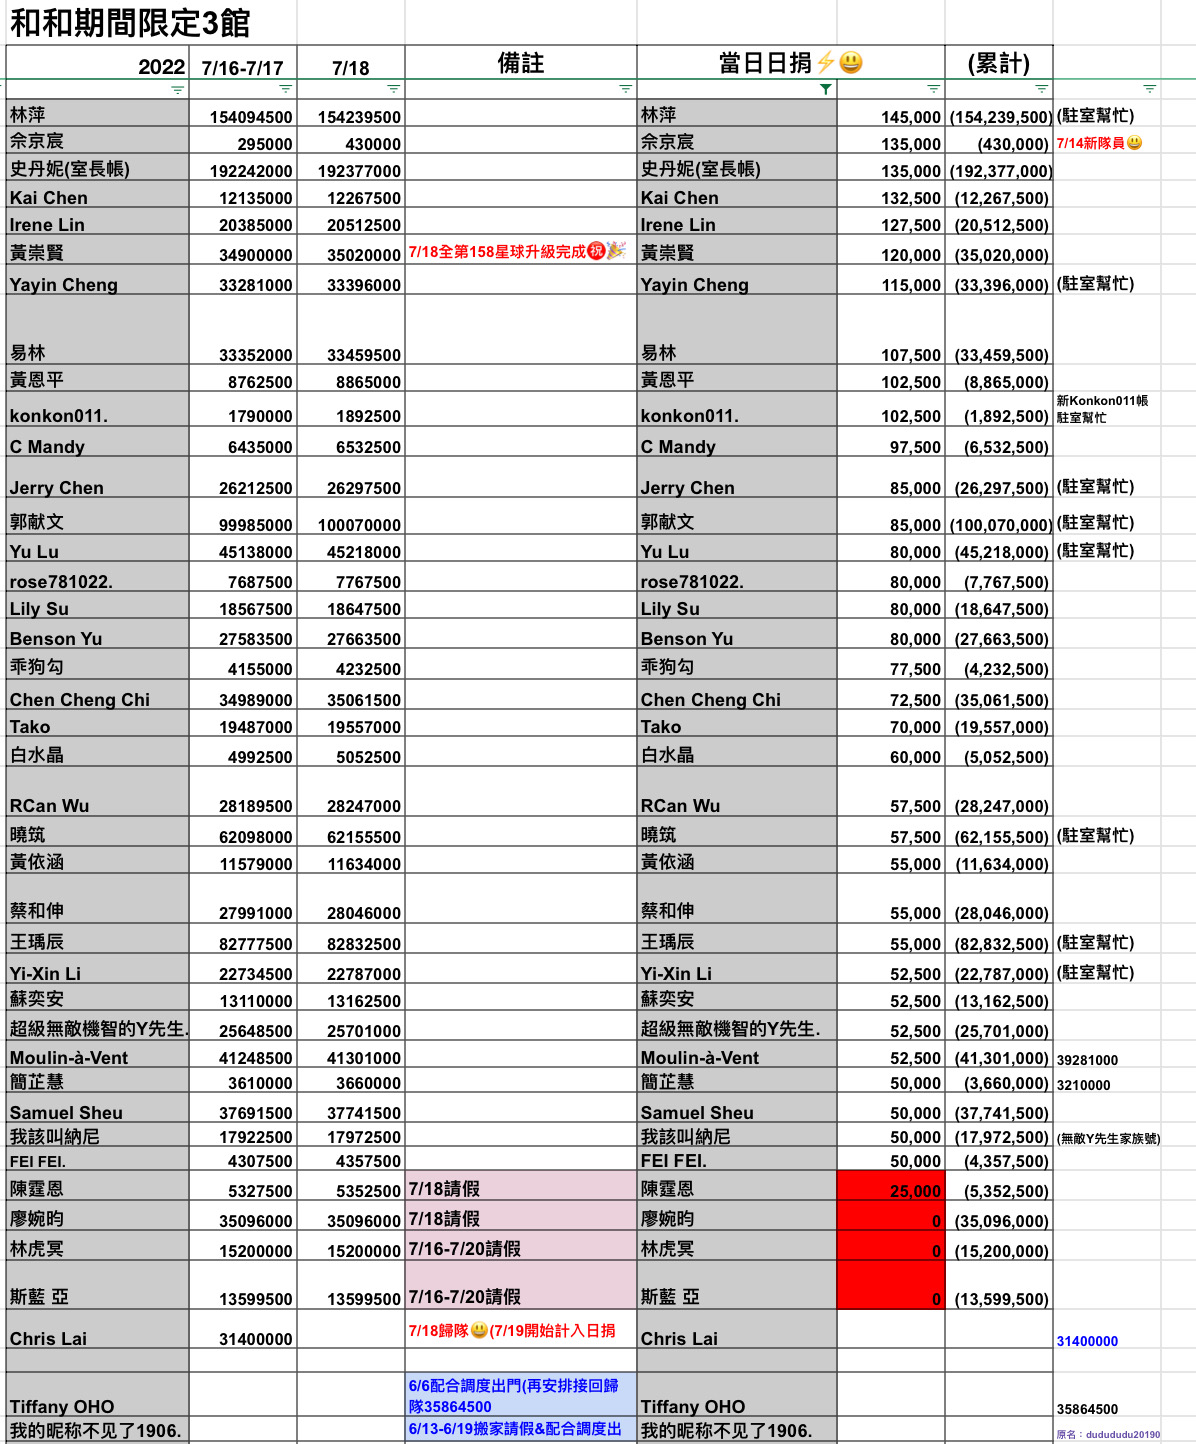 和和期間限定3館
2022 7/16-7/17 7/18 備註 當日日捐⚡😃 (累計)
林萍 154094500 154239500 林萍 145,000 (154,239,500) (駐室幫忙)
佘京宸 295000 430000 佘京宸 135,000 (430,000) 7/14新隊員😃
史丹妮(室長帳) 192242000 192377000 史丹妮(室長帳) 135,000 (192,377,000)
Kai Chen 12135000 12267500 Kai Chen 132,500 (12,267,500)
Irene Lin 20385000 20512500 Irene Lin 127,500 (20,512,500)
黃崇賢 34900000 35020000 7/18全第158星球升級完成㊗🎉 黃崇賢 120,000 (35,020,000)
Yayin Cheng 33281000 33396000 Yayin Cheng 115,000 (33,396,000) (駐室幫忙)
易林 33352000 33459500 易林 107,500 (33,459,500)
黃恩平 8762500 8865000 黃恩平 102,500 (8,865,000)
konkon011. 1790000 1892500 konkon011. 102,500 (1,892,500) 新Konkon011帳
駐室幫忙
C Mandy 6435000 6532500 C Mandy 97,500 (6,532,500)
Jerry Chen 26212500 26297500 Jerry Chen 85,000 (26,297,500) (駐室幫忙)
郭献文 99985000 100070000 郭献文 85,000 (100,070,000) (駐室幫忙)
Yu Lu 45138000 45218000 Yu Lu 80,000 (45,218,000) (駐室幫忙)
rose781022. 7687500 7767500 rose781022. 80,000 (7,767,500)
Lily Su 18567500 18647500 Lily Su 80,000 (18,647,500)
Benson Yu 27583500 27663500 Benson Yu 80,000 (27,663,500)
乖狗勾 4155000 4232500 乖狗勾 77,500 (4,232,500)
Chen Cheng Chi 34989000 35061500 Chen Cheng Chi 72,500 (35,061,500)
Tako 19487000 19557000 Tako 70,000 (19,557,000)
白水晶 4992500 5052500 白水晶 60,000 (5,052,500)
RCan Wu 28189500 28247000 RCan Wu 57,500 (28,247,000)
曉筑 62098000 62155500 曉筑 57,500 (62,155,500) (駐室幫忙)
黃依涵 11579000 11634000 黃依涵 55,000 (11,634,000)
蔡和伸 27991000 28046000 蔡和伸 55,000 (28,046,000)
王瑀辰 82777500 82832500 王瑀辰 55,000 (82,832,500) (駐室幫忙)
Yi-Xin Li 22734500 22787000 Yi-Xin Li 52,500 (22,787,000) (駐室幫忙)
蘇奕安 13110000 13162500 蘇奕安 52,500 (13,162,500)
超級無敵機智的Y先生. 25648500 25701000 超級無敵機智的Y先生. 52,500 (25,701,000)
Moulin-à-Vent 41248500 41301000 Moulin-à-Vent 52,500 (41,301,000) 39281000
簡芷慧 3610000 3660000 簡芷慧 50,000 (3,660,000) 3210000
Samuel Sheu 37691500 37741500 Samuel Sheu 50,000 (37,741,500)
我該叫納尼 17922500 17972500 我該叫納尼 50,000 (17,972,500) (無敵Y先生家族號)
FEI FEI. 4307500 4357500 FEI FEI. 50,000 (4,357,500)
陳霆恩 5327500 5352500 7/18請假 陳霆恩 25,000 (5,352,500)
廖婉昀 35096000 35096000 7/18請假 廖婉昀 0 (35,096,000)
林虎冥 15200000 15200000 7/16-7/20請假 林虎冥 0 (15,200,000)
斯藍 亞 13599500 13599500 7/16-7/20請假 斯藍 亞 0 (13,599,500)
Chris Lai 31400000 7/18歸隊😃(7/19開始計入日捐 Chris Lai 31400000
6/6配合調度出門(再安排接回歸
Tiffany OHO 隊35864500 Tiffany OHO 35864500
我的昵称不见了1906. 6/13-6/19搬家請假&配合調度出 我的昵称不见了1906. 原名：dudududu20190